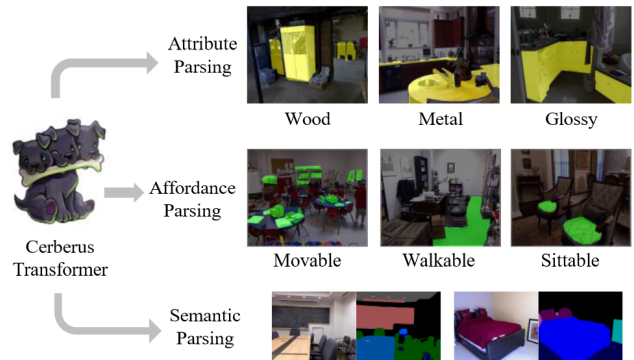 Attribute
Parsing
Wood
Metal
Glossy
Cerberus
Transformer
Affordance
Parsing
Movable
Walkable
Sittable
Semantic
Parsing